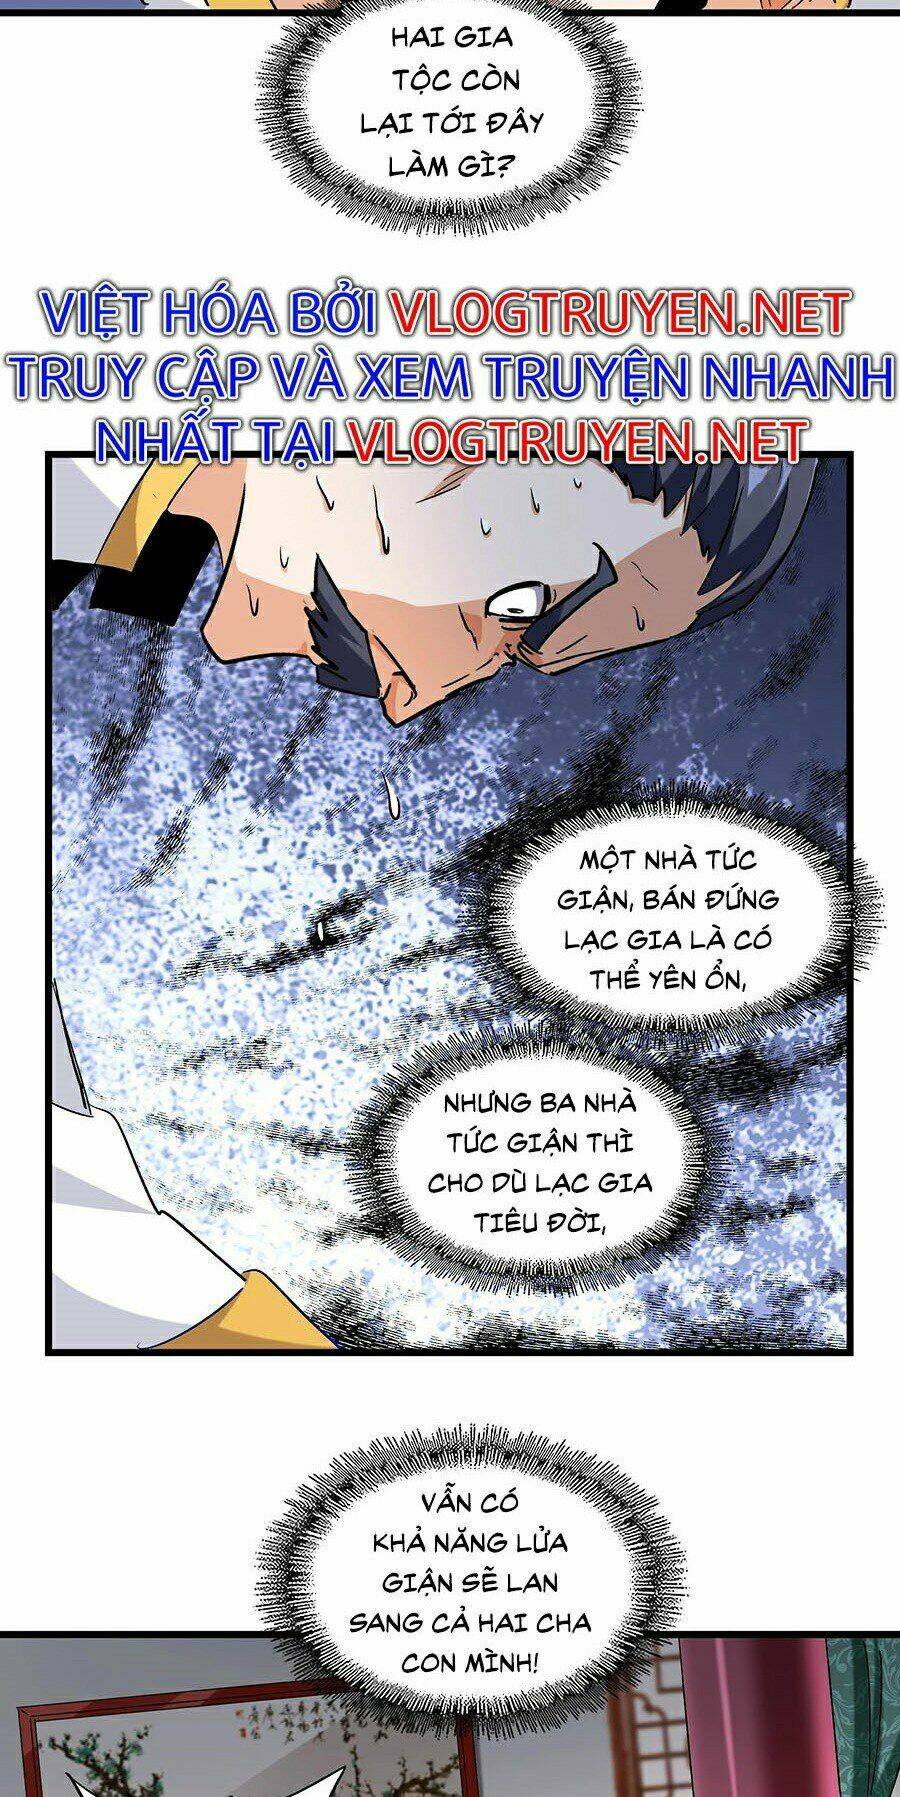 HAI GIA
TỘC CÒN
LẠI TỚI ĐÂY
LÀM GÌ?
VIỆT HÓA BỞI VLOGTRUYEN.NET
TRUY CẬP VÀ XEM TRUYỆN NHANH
NHẤT TẠI VLOGTRUYEN.NET
MỘT NHÀ TỨC
GIẬN, BÁN ĐỨNG
LẠC GIA LÀ CÓ
THỂ YÊN ỔN,
NHƯNG BA NHÀ
TỨC GIẬN THÌ
CHO DÙ LẠC GIA
TIÊU ĐỜI,
VẪN CÓ
KHẢ NĂNG LỬA
GIẬN SẼ LAN
SANG CẢ HAI CHA
CON MÌNH!